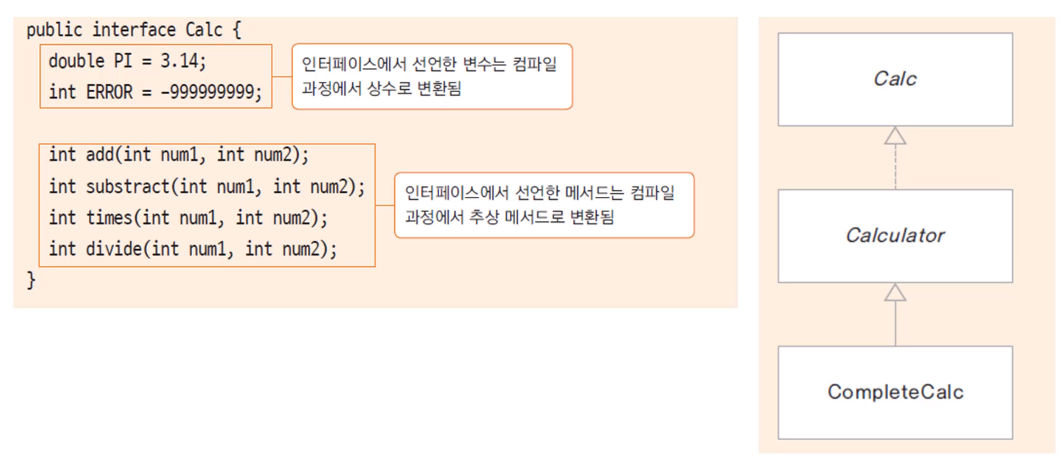 public interface Calc {
double PI = 3.14;
int ERROR = -999999999;
인터페이스에서 선언한 변수는 컴파일
과정에서 상수로 변환됨
int add(int num1, int num2);
int substract(int num1, int num2);
int times(int num1, int num2);
int divide(int num1, int num2);
인터페이스에서 선언한 메서드는 컴파일
과정에서 추상 메서드로 변환됨
}
Calc
Calculator
CompleteCalc